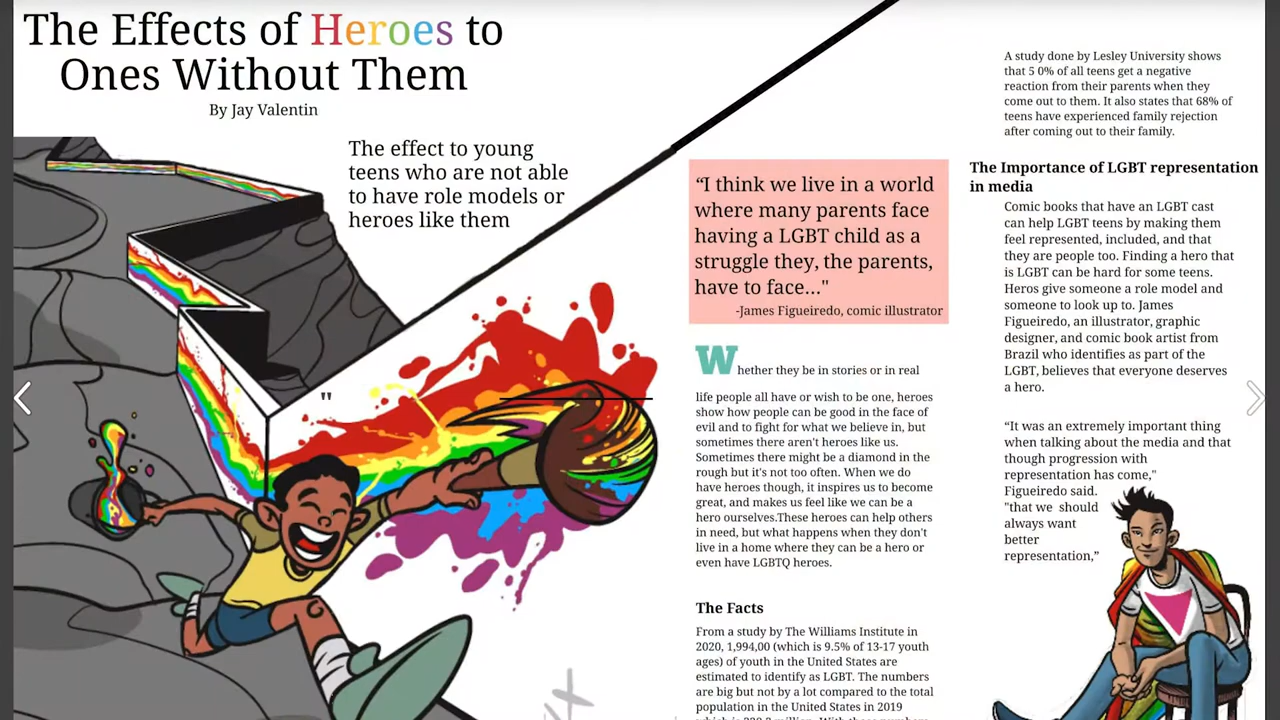 The Effects of Heroes to
Ones Without Them
By Jay Valentin
The effect to young
teens who are not able
to have role models or
heroes like them
"
“I think we live in a world
where many parents face
having a LGBT child as a
struggle they, the parents,
have to face..."
-James Figueiredo, comic illustrator
Whether they be in stories or in real
life people all have or wish to be one, heroes
show how people can be good in the face of
evil and to fight for what we believe in, but
sometimes there aren't heroes like us.
Sometimes there might be a diamond in the
rough but it's not too often. When we do
have heroes though, it inspires us to become
great, and makes us feel like we can be a
hero ourselves.These heroes can help others
in need, but what happens when they don't
live in a home where they can be a hero or
even have LGBTQ heroes.
The Facts
From a study by The Williams Institute in
2020, 1,994,00 (which is 9.5% of 13-17 youth
ages) of youth in the United States are
estimated to identify as LGBT. The numbers
are big but not by a lot compared to the total
population in the United States in 2019
A study done by Lesley University shows
that 5 0% of all teens get a negative
reaction from their parents when they
come out to them. It also states that 68% of
teens have experienced family rejection
after coming out to their family.
The Importance of LGBT representation
in media
Comic books that have an LGBT cast
can help LGBT teens by making them
feel represented, included, and that
they are people too. Finding a hero that
is LGBT can be hard for some teens.
Heros give someone a role model and
someone to look up to. James
Figueiredo, an illustrator, graphic
designer, and comic book artist from
Brazil who identifies as part of the
LGBT, believes that everyone deserves
a hero.
“It was an extremely important thing
when talking about the media and that
though progression with
representation has come,"
Figueiredo said.
"that we should
always want
better
representation,”